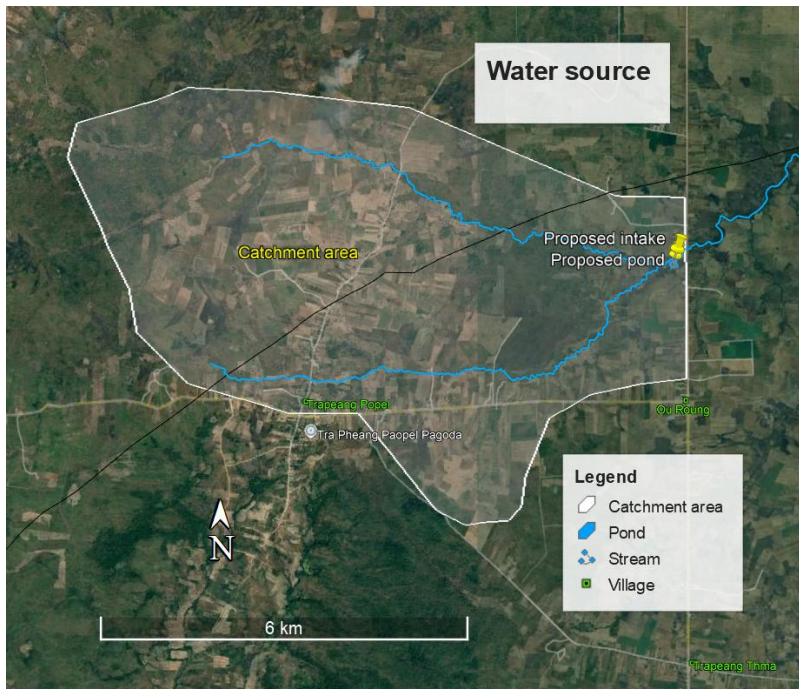 Water source
Proposed intake
Proposed pond
Catchment area
Trapeang Popel
Tra Pheang Paopel Pagoda
Ou Roung
Legend
Catchment area
Pond
Stream
Village
N
6 km
Trapeang Thma